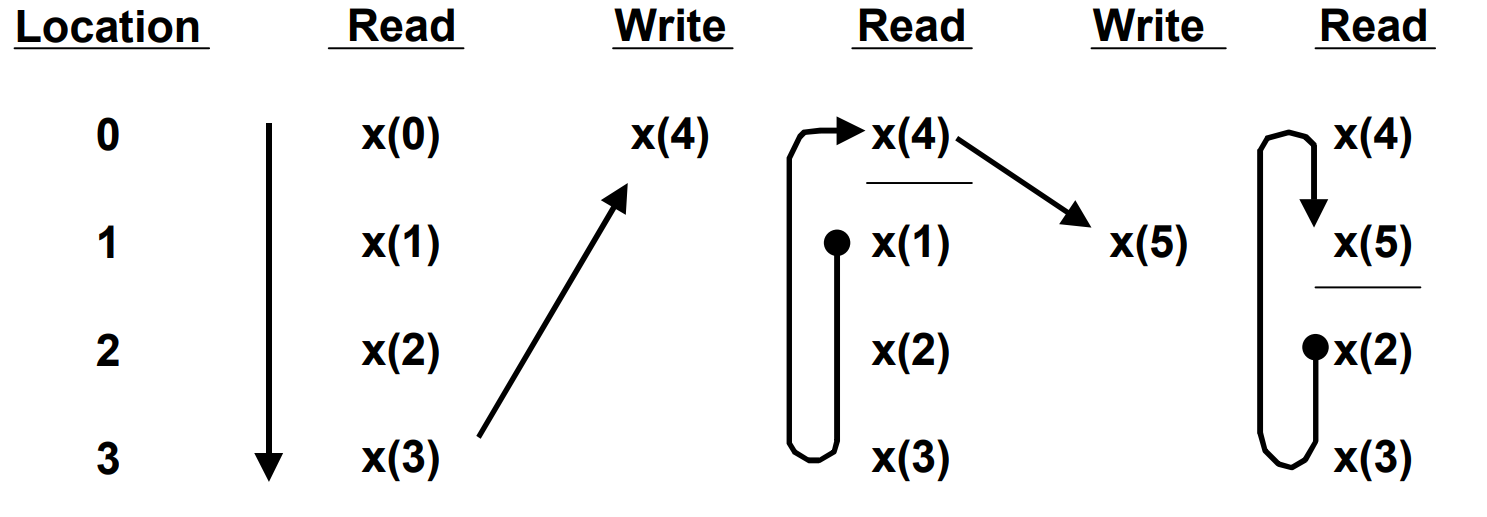 Location Read Write Read Write Read
0 x(0) x(4) x(4) x(4)
1 x(1) x(1) x(5) x(5)
2 x(2) x(2) x(2)
3 x(3) x(3) x(3)